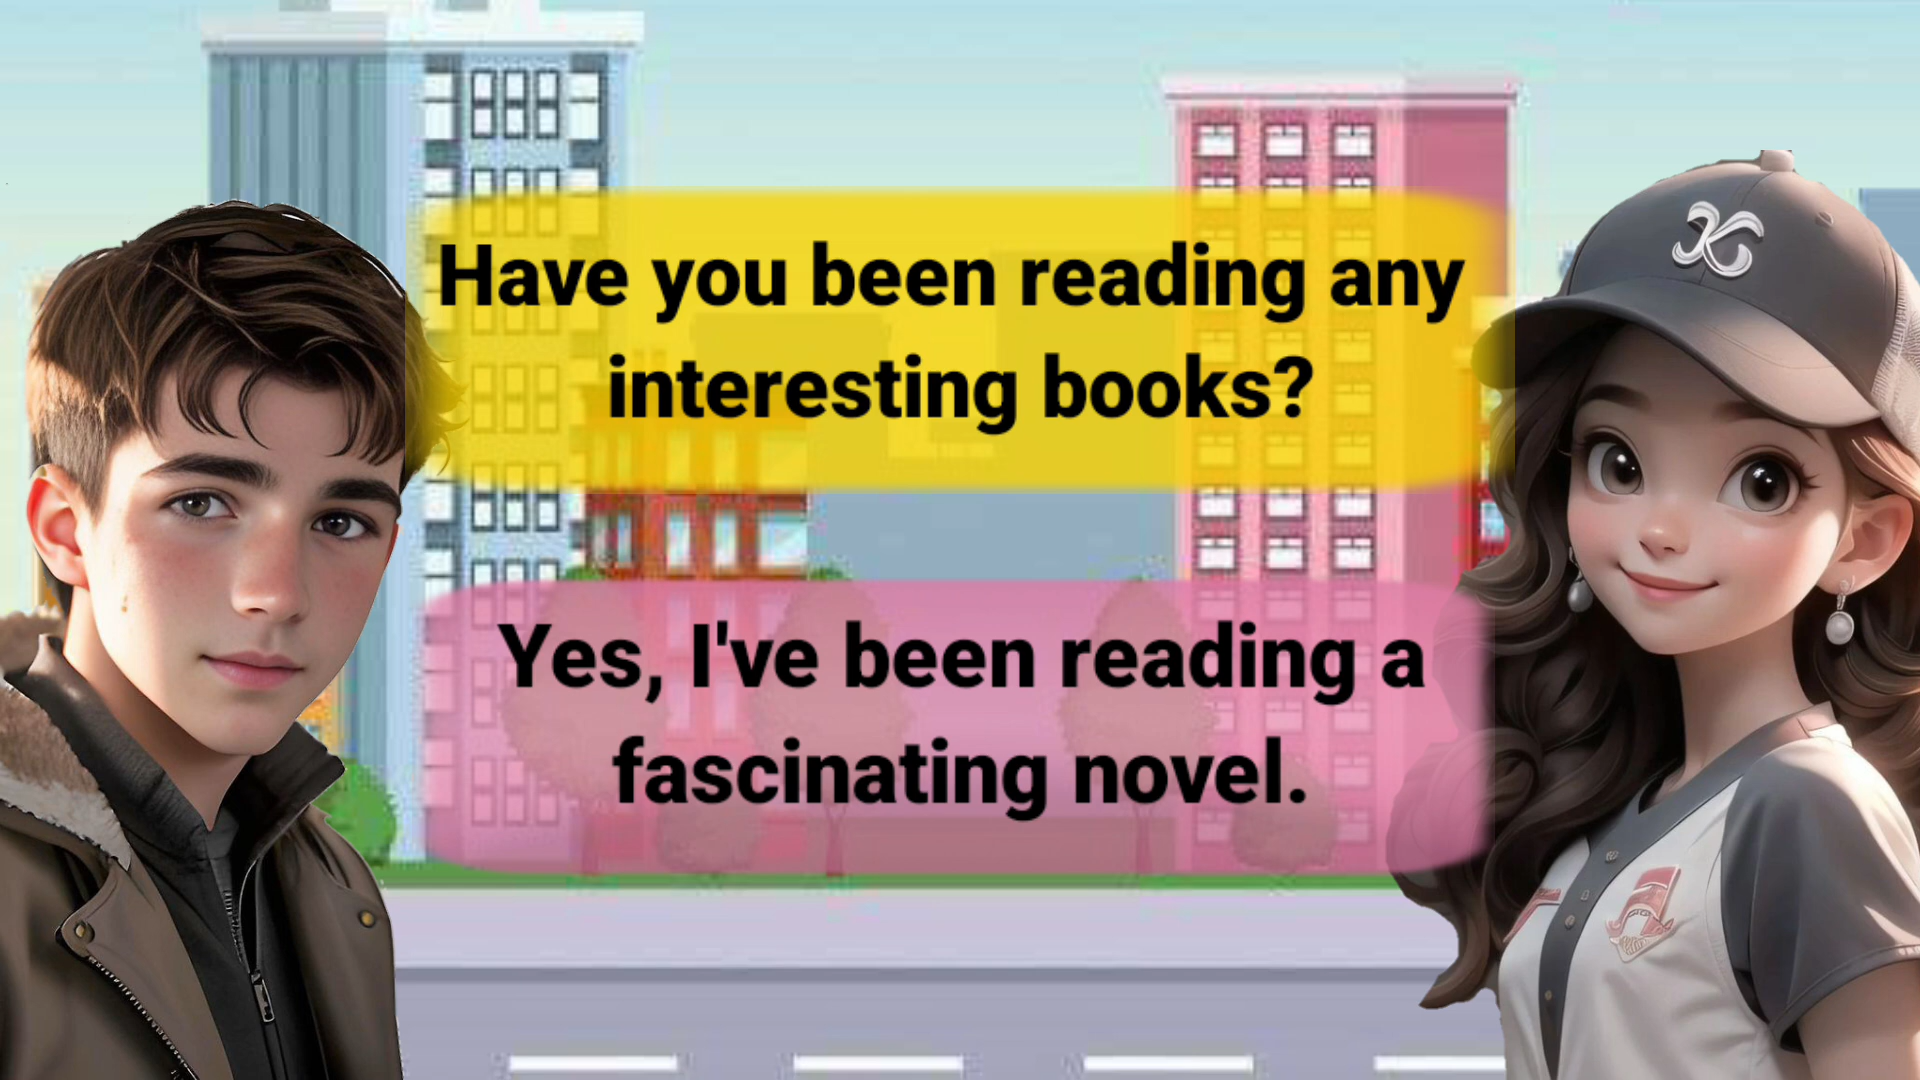 Have you been reading any
interesting books?
Yes, I've been reading a
fascinating novel.